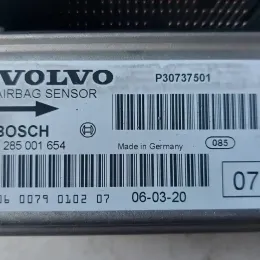 VOLVO
P30737501
AIRBAG SENSOR
BOSCH
285 001 654
Made in Germany
085
07
06 0079 0102 07
06-03-20